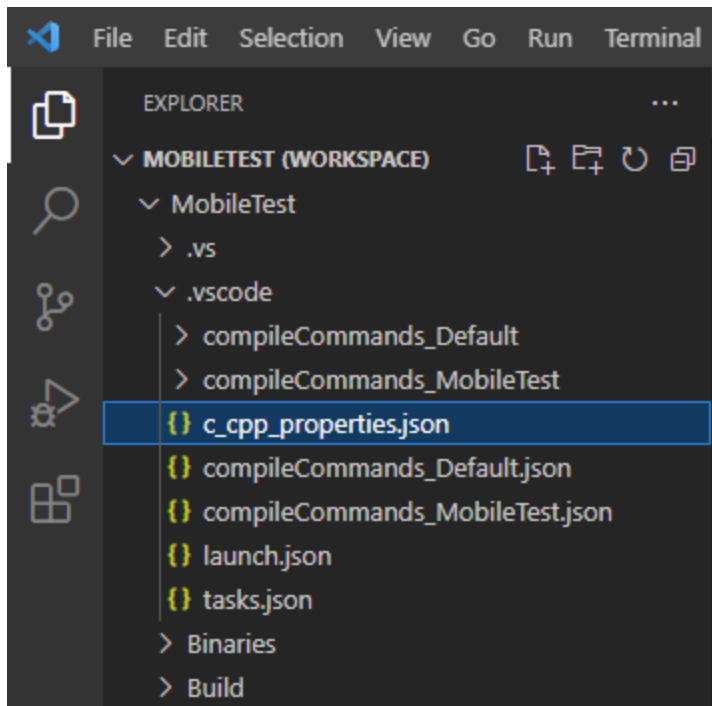 File Edit Selection View Go Run Terminal
EXPLORER
MOBILETEST (WORKSPACE)
MobileTest
.vs
.vscode
compileCommands_Default
compileCommands_MobileTest
{} c_cpp_properties.json
{} compileCommands_Default.json
{} compileCommands_MobileTest.json
{} launch.json
{} tasks.json
Binaries
Build